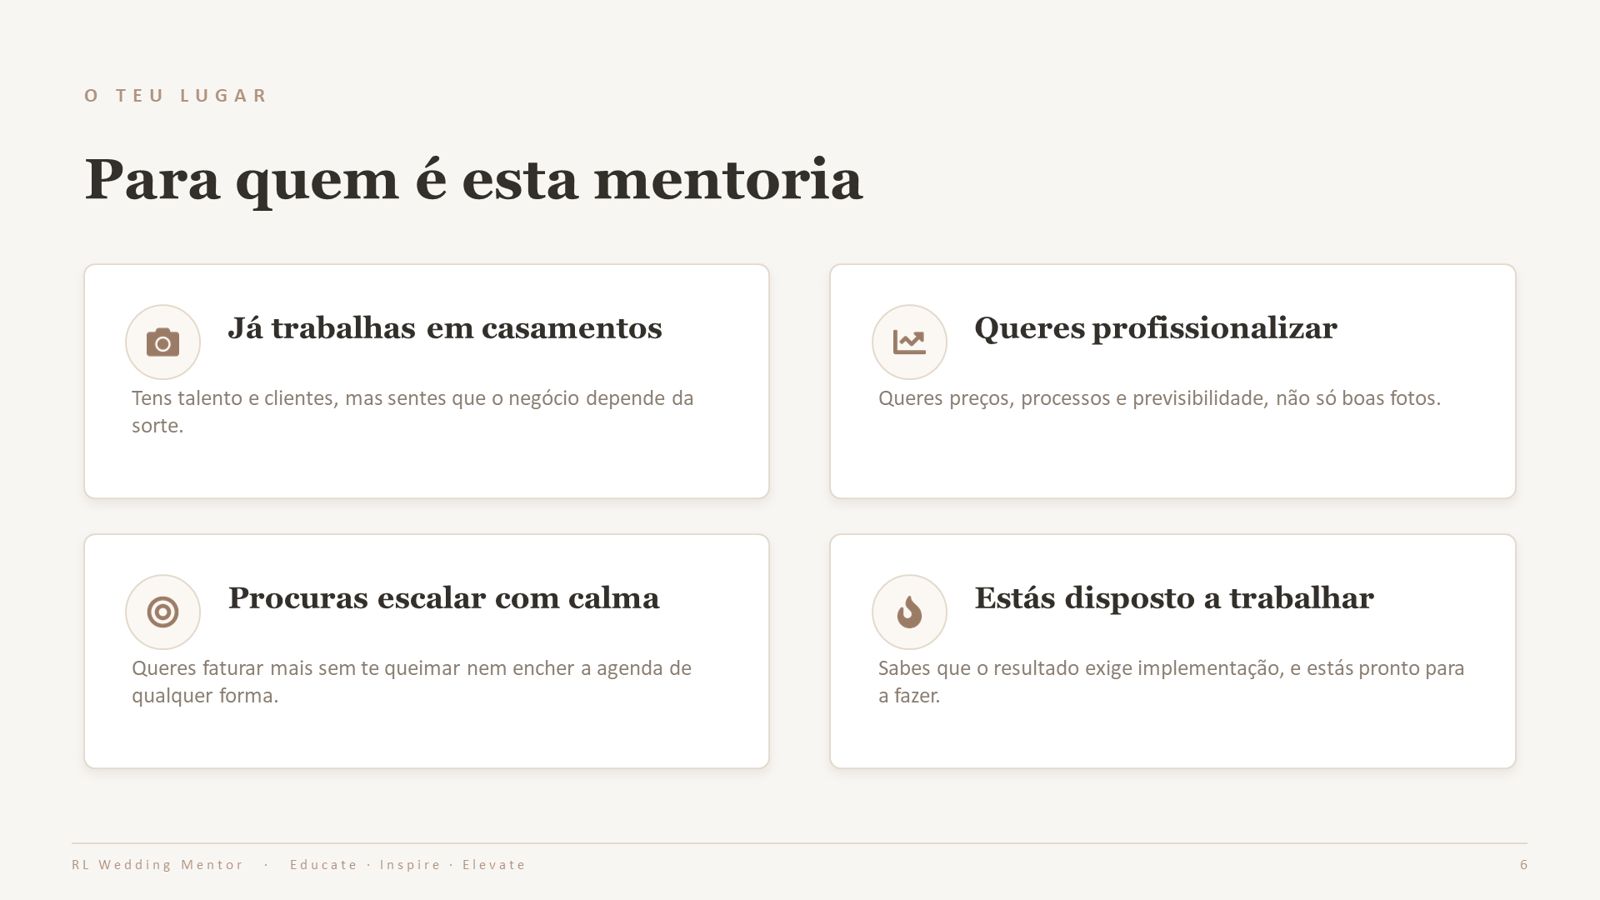 O TEU LUGAR
Para quem é esta mentoria
Já trabalhas em casamentos
Tens talento e clientes, mas sentes que o negócio depende da
sorte.
Queres profissionalizar
Queres preços, processos e previsibilidade, não só boas fotos.
Procuras escalar com calma
Queres faturar mais sem te queimar nem encher a agenda de
qualquer forma.
Estás disposto a trabalhar
Sabes que o resultado exige implementação, e estás pronto para
a fazer.
RL Wedding Mentor · Educate · Inspire · Elevate
6